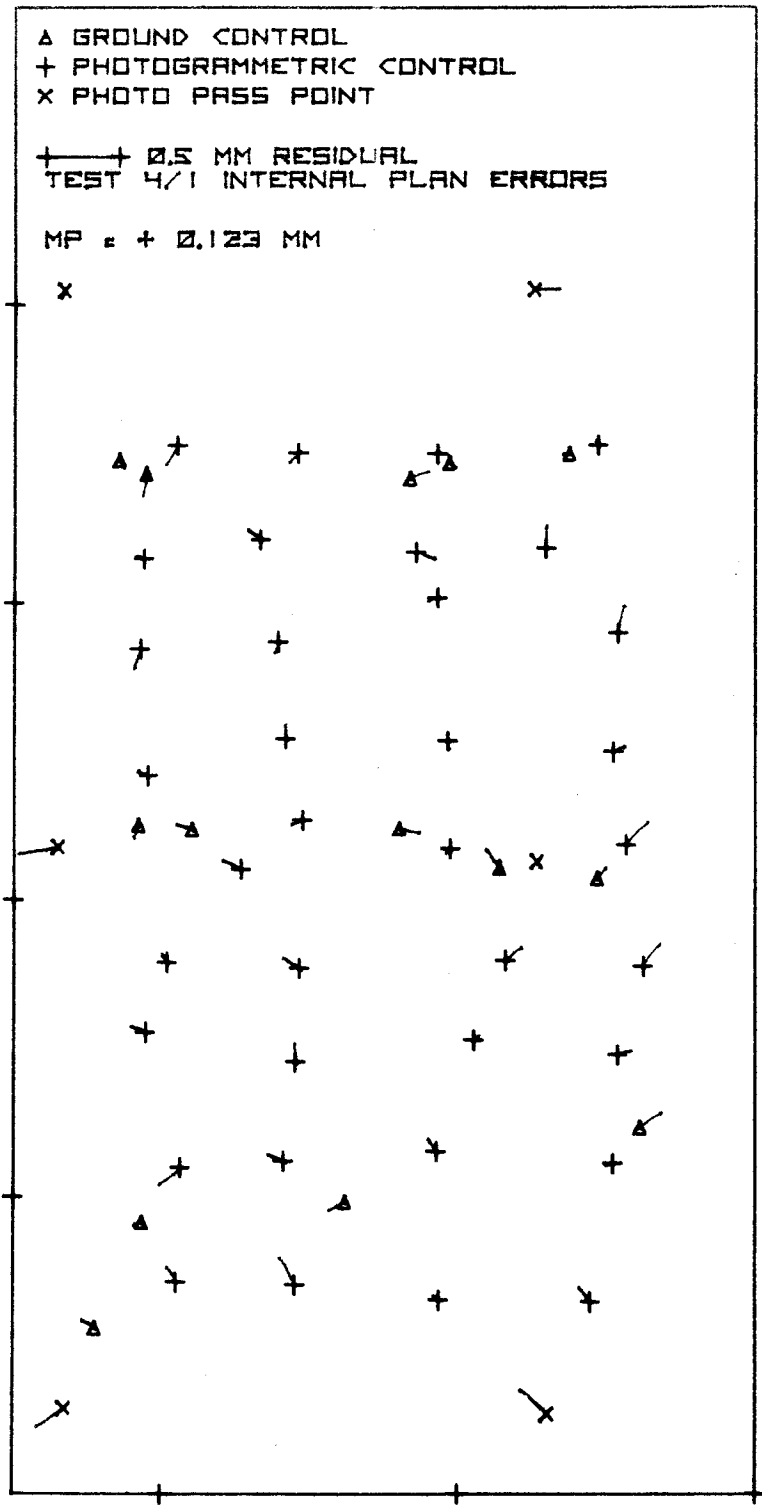 Δ GROUND CONTROL
+ PHOTOGRAMMETRIC CONTROL
× PHOTO PASS POINT
0.5 MM RESIDUAL
TEST 4/1 INTERNAL PLAN ERRORS
MP = + 0.123 MM